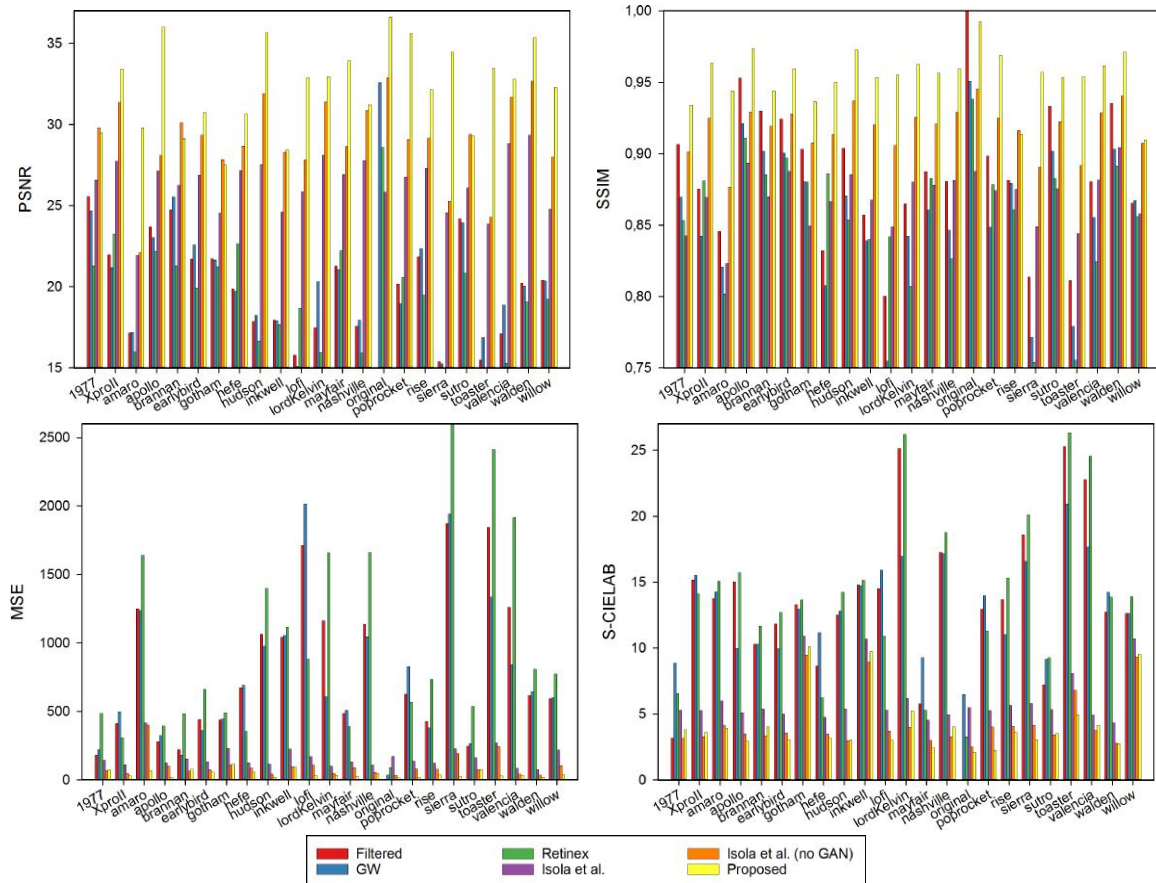 PSNR
35
30
25
20
15
1977
XproII
amaro
apollo
brannan
earlybird
gotham
hefe
hudson
inkwell
lofi
lordKelvin
mayfair
nashville
original
poprocket
rise
sierra
sutro
toaster
valencia
walden
willow
SSIM
1,00
0,95
0,90
0,85
0,80
0,75
1977
XproII
amaro
apollo
brannan
earlybird
gotham
hefe
hudson
inkwell
lofi
lordKelvin
mayfair
nashville
original
poprocket
rise
sierra
sutro
toaster
valencia
walden
willow
MSE
2500
2000
1500
1000
500
0
1977
XproII
amaro
apollo
brannan
earlybird
gotham
hefe
hudson
inkwell
lofi
lordKelvin
mayfair
nashville
original
poprocket
rise
sierra
sutro
toaster
valencia
walden
willow
S-CIELAB
25
20
15
10
5
0
1977
XproII
amaro
apollo
brannan
earlybird
gotham
hefe
hudson
inkwell
lofi
lordKelvin
mayfair
nashville
original
poprocket
rise
sierra
sutro
toaster
valencia
walden
willow
Filtered
GW
Retinex
Isola et al.
Isola et al. (no GAN)
Proposed